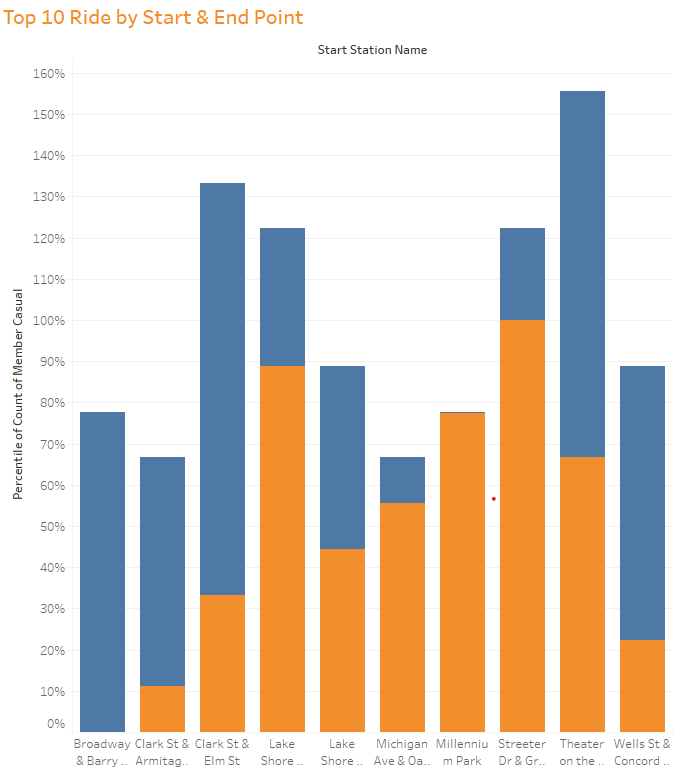 Top 10 Ride by Start & End Point
Start Station Name
160%
150%
140%
130%
120%
110%
100%
90%
80%
70%
60%
50%
40%
30%
20%
10%
0%
Percentile of Count of Member Casual
Broadway
& Barry ..
Clark St &
Armitag..
Clark St &
Elm St
Lake
Shore ..
Lake
Shore ..
Michigan
Ave & Oa..
Millenniu
m Park
Streeter
Dr & Gr..
Theater
on the ..
Wells St &
Concord ..